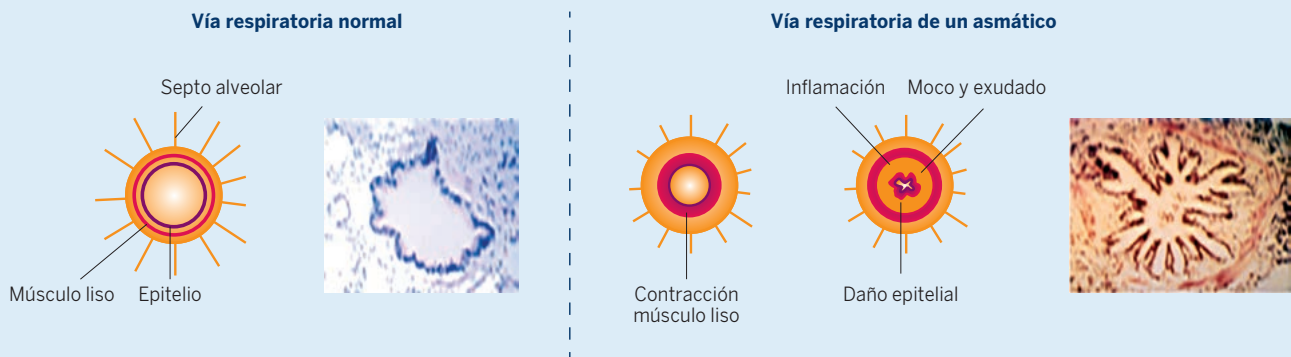 Vía respiratoria normal
Vía respiratoria de un asmático
Septo alveolar
Músculo liso
Epitelio
Inflamación
Moco y exudado
Contracción
músculo liso
Daño epitelial